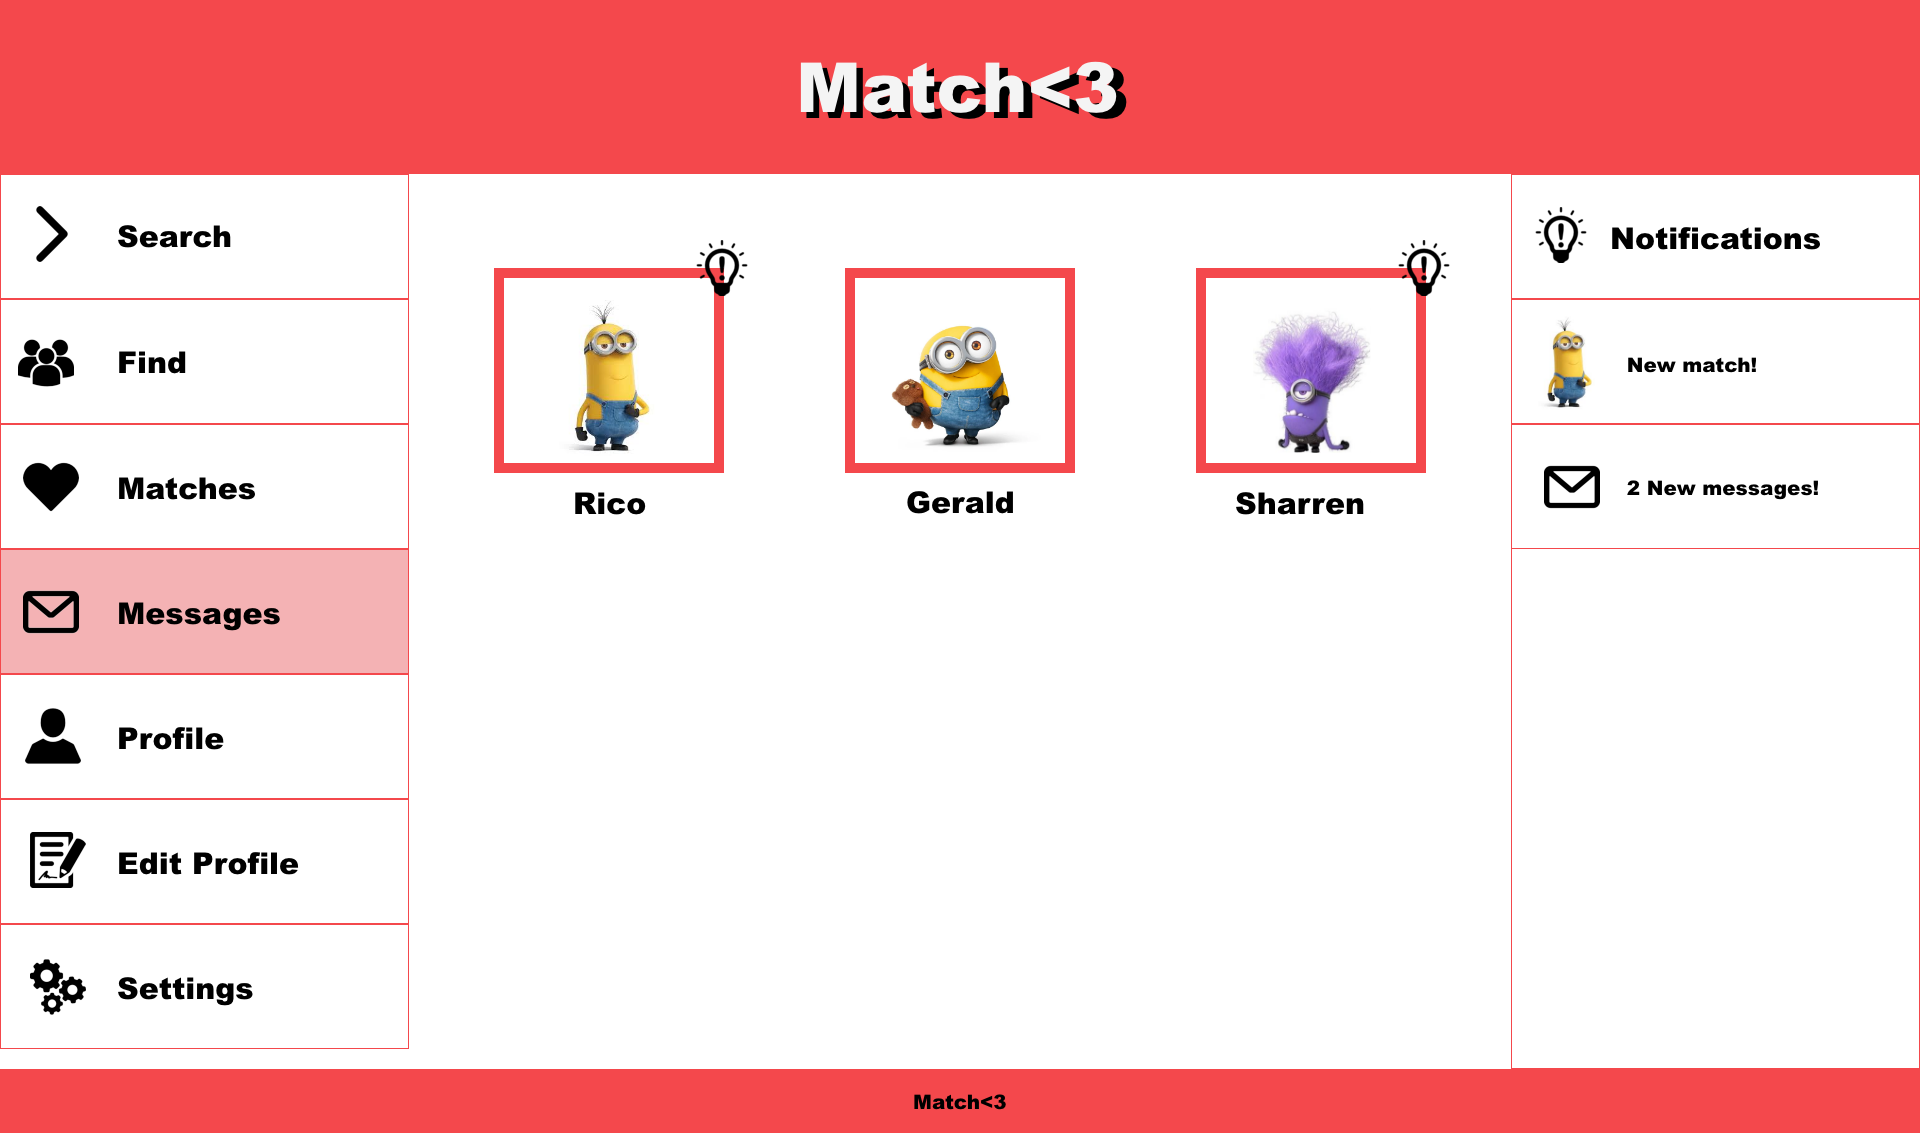 Match<3
Search
Find
Matches
Messages
Profile
Edit Profile
Settings
Rico
Gerald
Sharren
Notifications
New match!
2 New messages!
Match<3